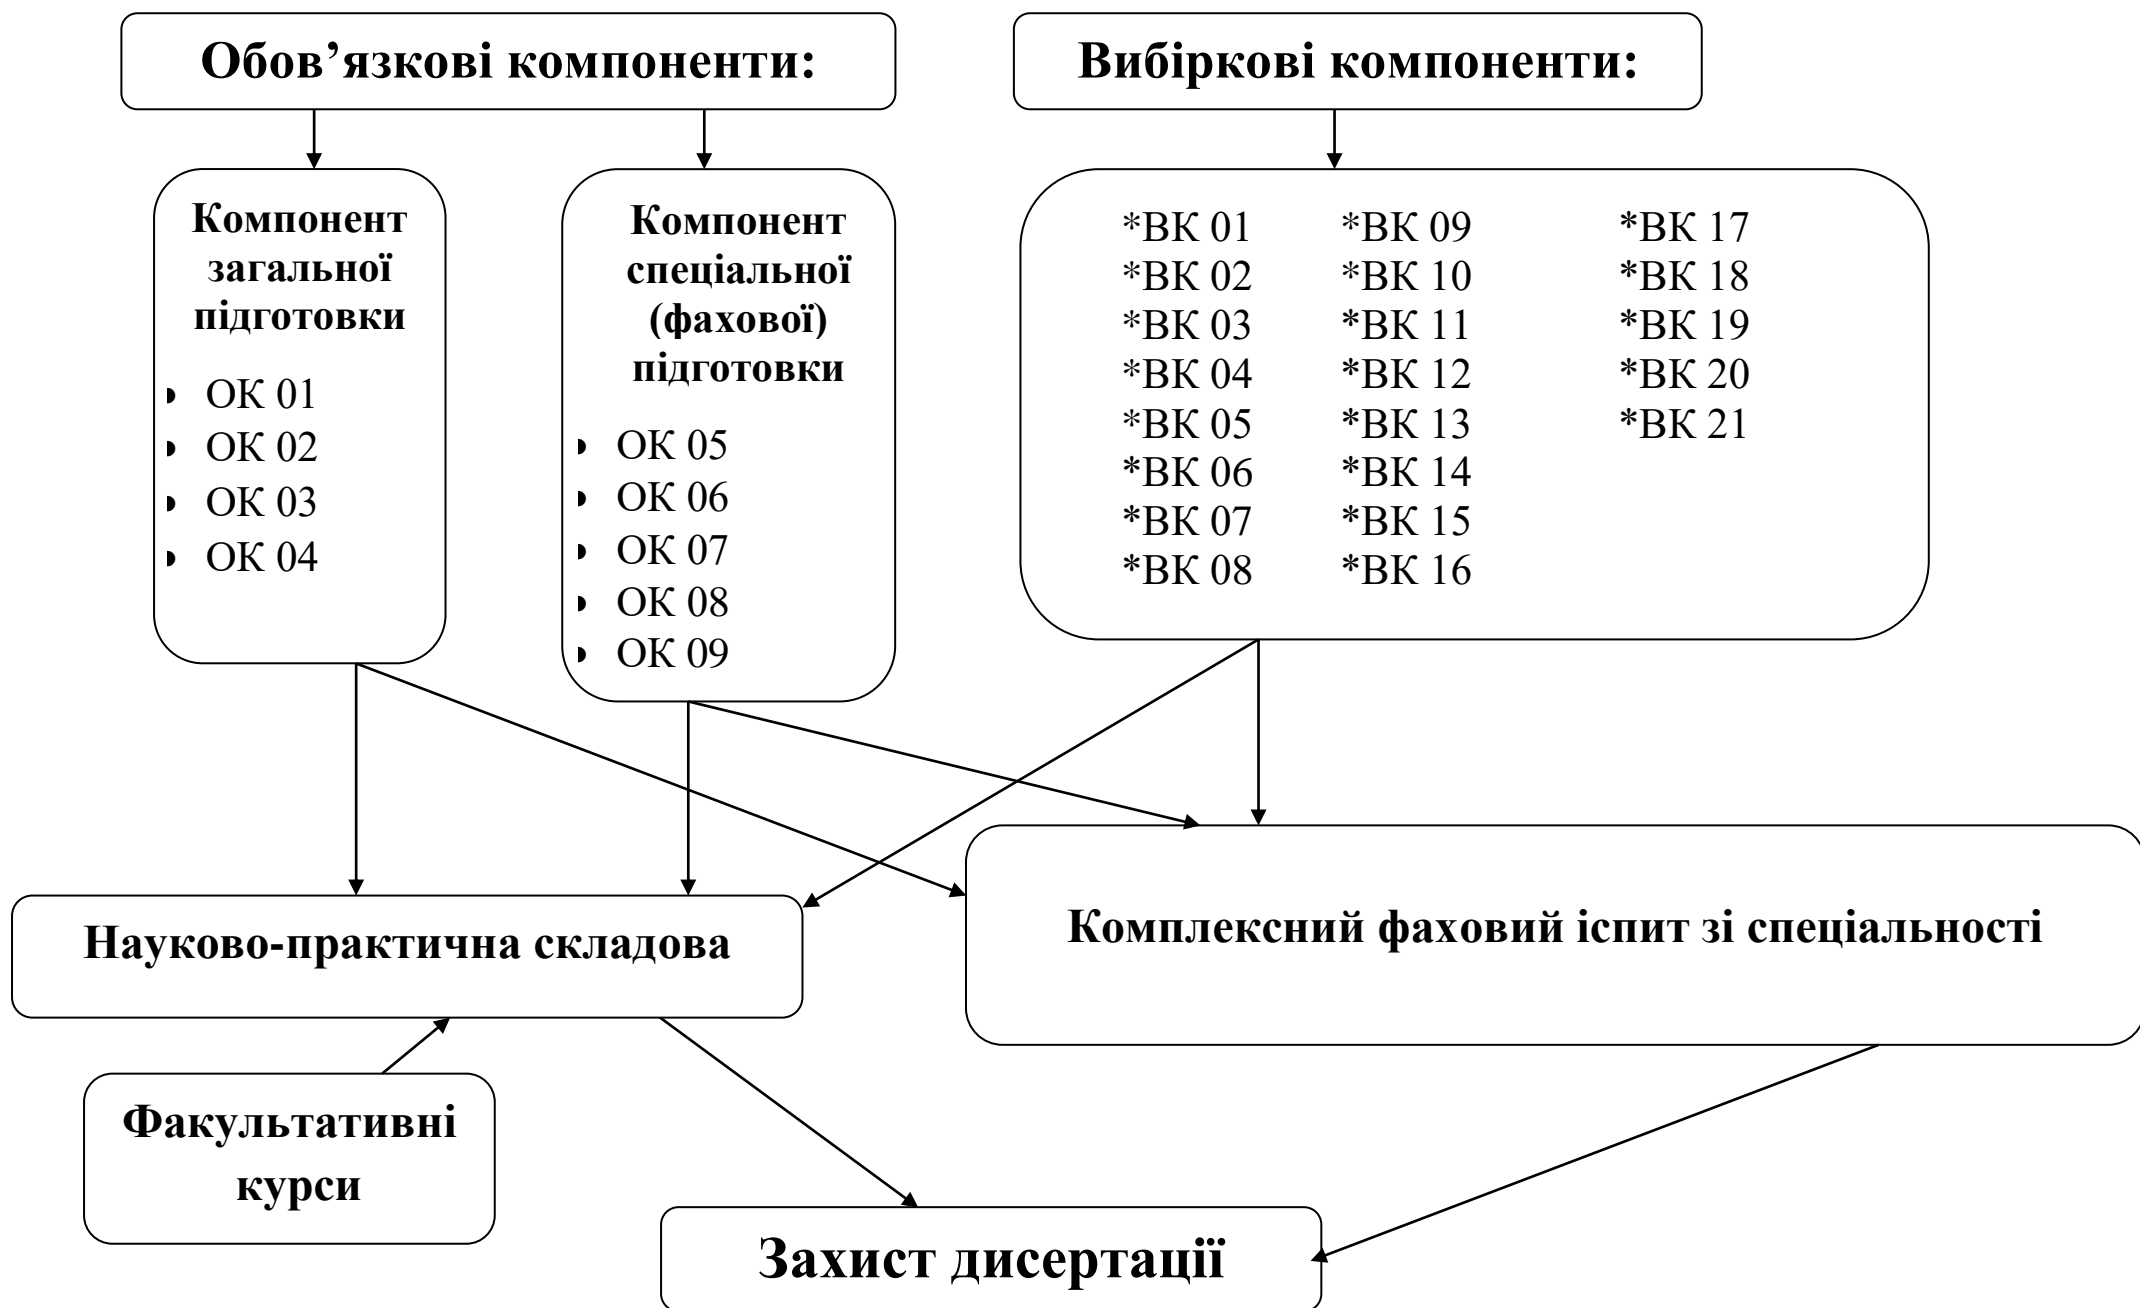 Обов’язкові компоненти:
Вибіркові компоненти:
Компонент
загальної
підготовки
• ОК 01
• ОК 02
• ОК 03
• ОК 04
Компонент
спеціальної
(фахової)
підготовки
• ОК 05
• ОК 06
• ОК 07
• ОК 08
• ОК 09
*ВК 01
*ВК 02
*ВК 03
*ВК 04
*ВК 05
*ВК 06
*ВК 07
*ВК 08
*ВК 09
*ВК 10
*ВК 11
*ВК 12
*ВК 13
*ВК 14
*ВК 15
*ВК 16
*ВК 17
*ВК 18
*ВК 19
*ВК 20
*ВК 21
Науково-практична складова
Комплексний фаховий іспит зі спеціальності
Факультативні
курси
Захист дисертації